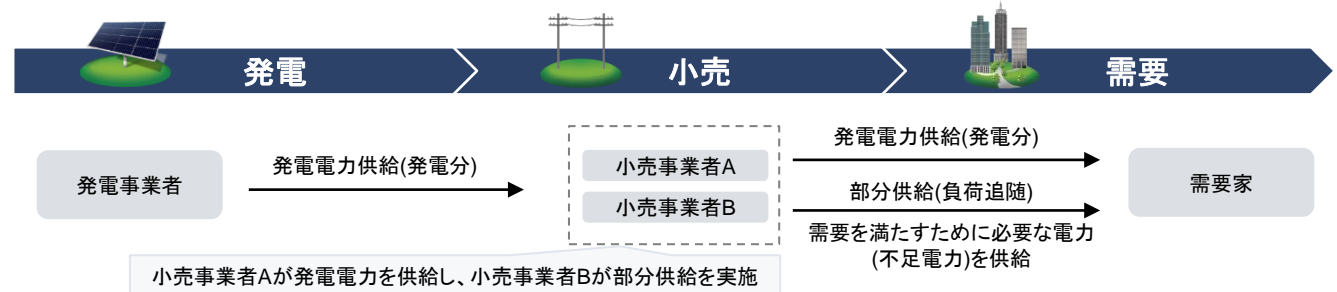 発電
小売
需要
発電事業者
発電電力供給(発電分)
小売事業者A
小売事業者B
発電電力供給(発電分)
部分供給(負荷追随)
需要を満たすために必要な電力
(不足電力)を供給
需要家
小売事業者Aが発電電力を供給し、小売事業者Bが部分供給を実施